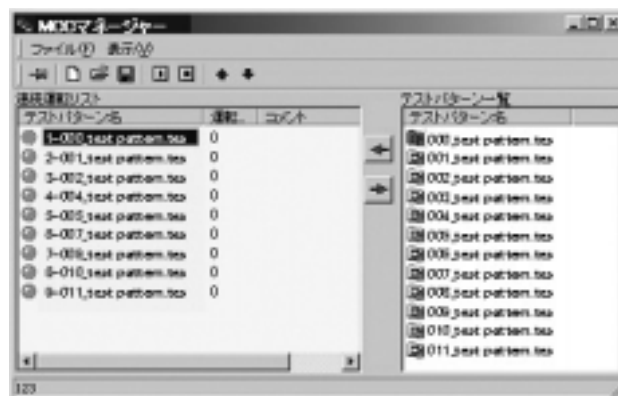 MODマネージャー
ファイル(F) 表示(V)
連続運転リスト
テストパターン名 運転... コメント
1-000_test pattern.tes 0
2-001_test pattern.tes 0
3-002_test pattern.tes 0
4-004_test pattern.tes 0
5-005_test pattern.tes 0
6-007_test pattern.tes 0
7-008_test pattern.tes 0
8-010_test pattern.tes 0
9-011_test pattern.tes 0
テストパターン一覧
テストパターン名
000_test pattern.tes
001_test pattern.tes
002_test pattern.tes
003_test pattern.tes
004_test pattern.tes
005_test pattern.tes
006_test pattern.tes
007_test pattern.tes
008_test pattern.tes
009_test pattern.tes
010_test pattern.tes
011_test pattern.tes
123